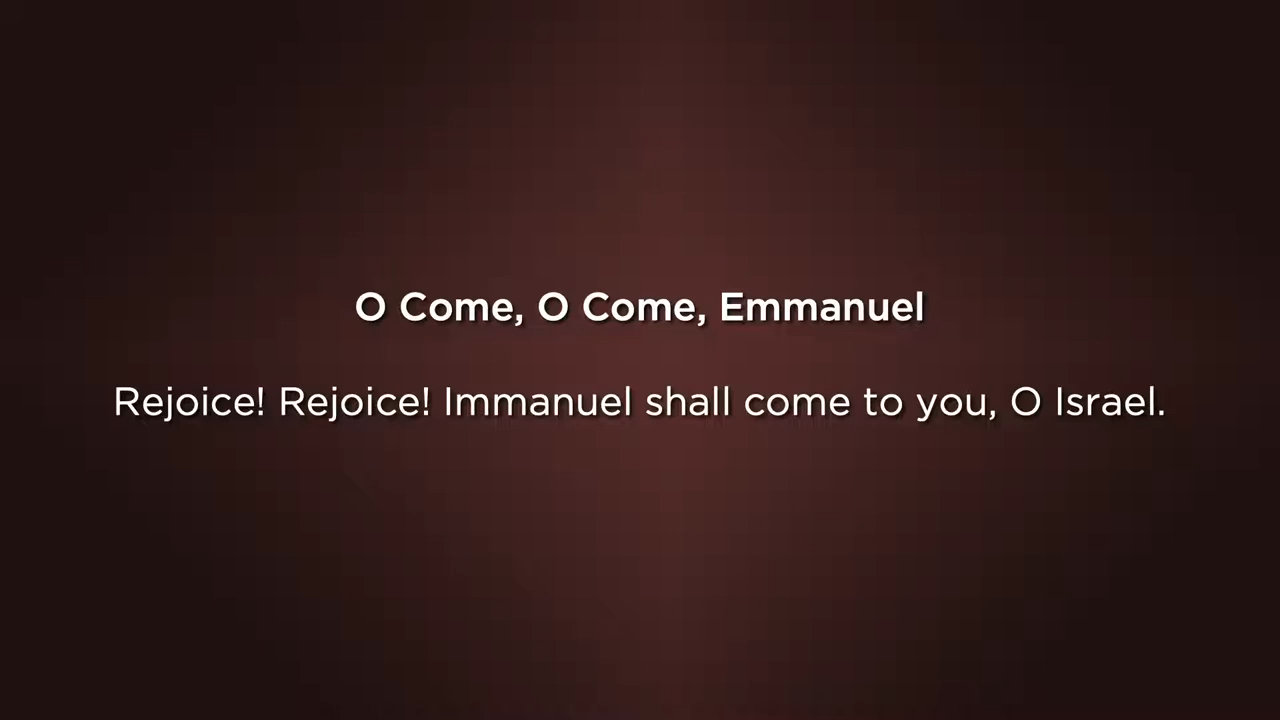 O Come, O Come, Emmanuel
Rejoice! Rejoice! Immanuel shall come to you, O Israel.